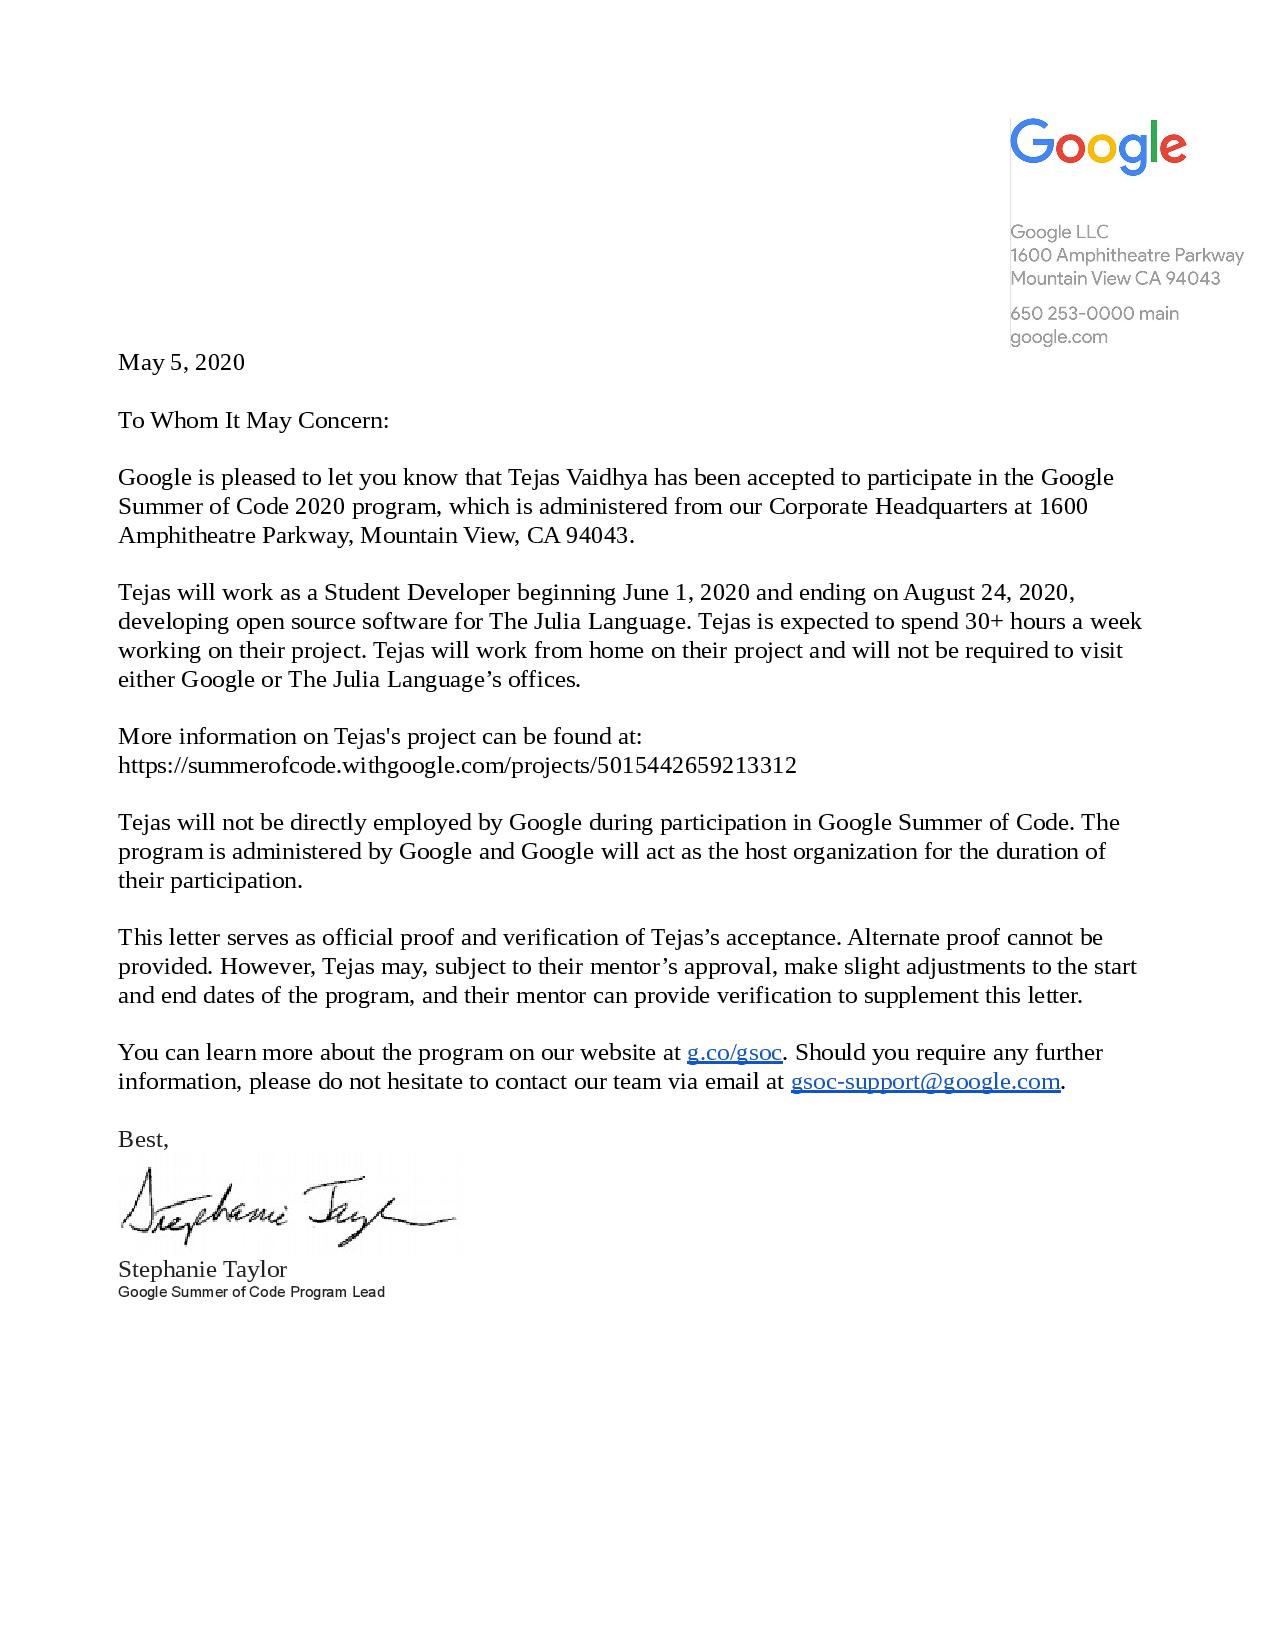 Google
Google LLC
1600 Amphitheatre Parkway
Mountain View CA 94043
650 253-0000 main
google.com
May 5, 2020
To Whom It May Concern:
Google is pleased to let you know that Tejas Vaidhya has been accepted to participate in the Google
Summer of Code 2020 program, which is administered from our Corporate Headquarters at 1600
Amphitheatre Parkway, Mountain View, CA 94043.
Tejas will work as a Student Developer beginning June 1, 2020 and ending on August 24, 2020,
developing open source software for The Julia Language. Tejas is expected to spend 30+ hours a week
working on their project. Tejas will work from home on their project and will not be required to visit
either Google or The Julia Language’s offices.
More information on Tejas's project can be found at:
https://summerofcode.withgoogle.com/projects/5015442659213312
Tejas will not be directly employed by Google during participation in Google Summer of Code. The
program is administered by Google and Google will act as the host organization for the duration of
their participation.
This letter serves as official proof and verification of Tejas’s acceptance. Alternate proof cannot be
provided. However, Tejas may, subject to their mentor’s approval, make slight adjustments to the start
and end dates of the program, and their mentor can provide verification to supplement this letter.
You can learn more about the program on our website at g.co/gsoc. Should you require any further
information, please do not hesitate to contact our team via email at gsoc-support@google.com.
Best,
Stephanie Taylor
Stephanie Taylor
Google Summer of Code Program Lead